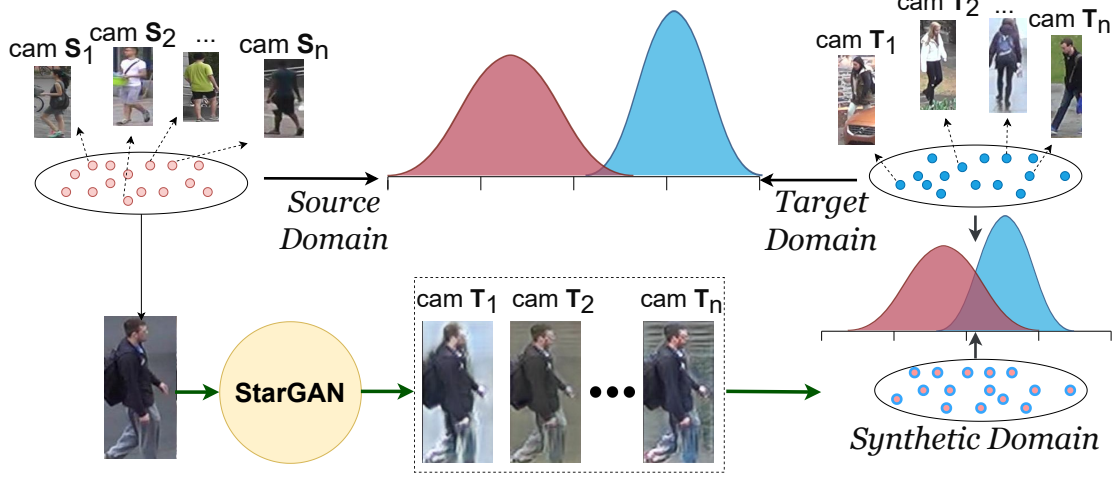 cam S1
cam S2
...
cam Sn
cam T1
cam T2
...
cam Tn
Source
Domain
Target
Domain
StarGAN
cam T1
cam T2
cam Tn
Synthetic Domain